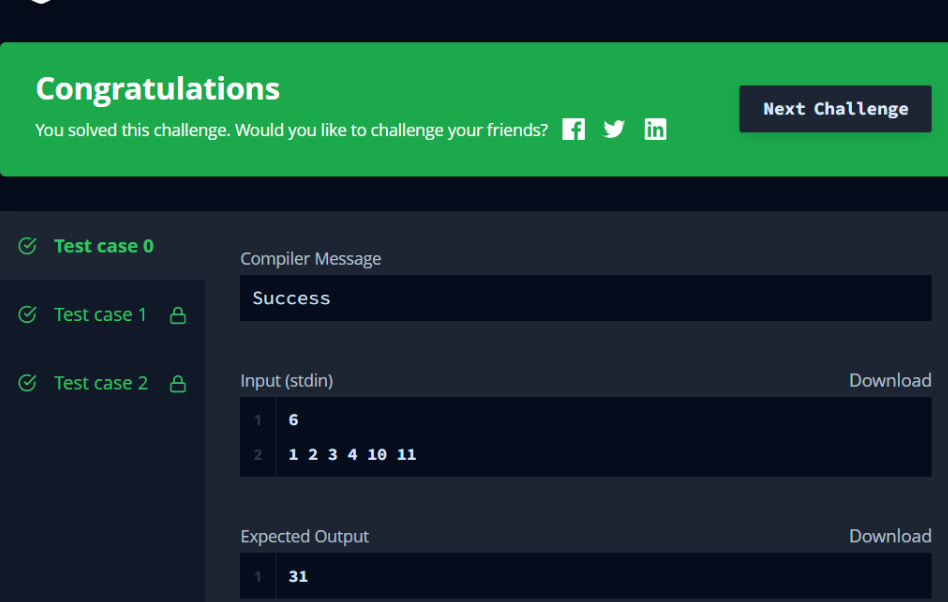 Congratulations
You solved this challenge. Would you like to challenge your friends?
Next Challenge
Test case 0
Test case 1
Test case 2
Compiler Message
Success
Input (stdin)
Download
1 6
2 1 2 3 4 10 11
Expected Output
Download
1 31